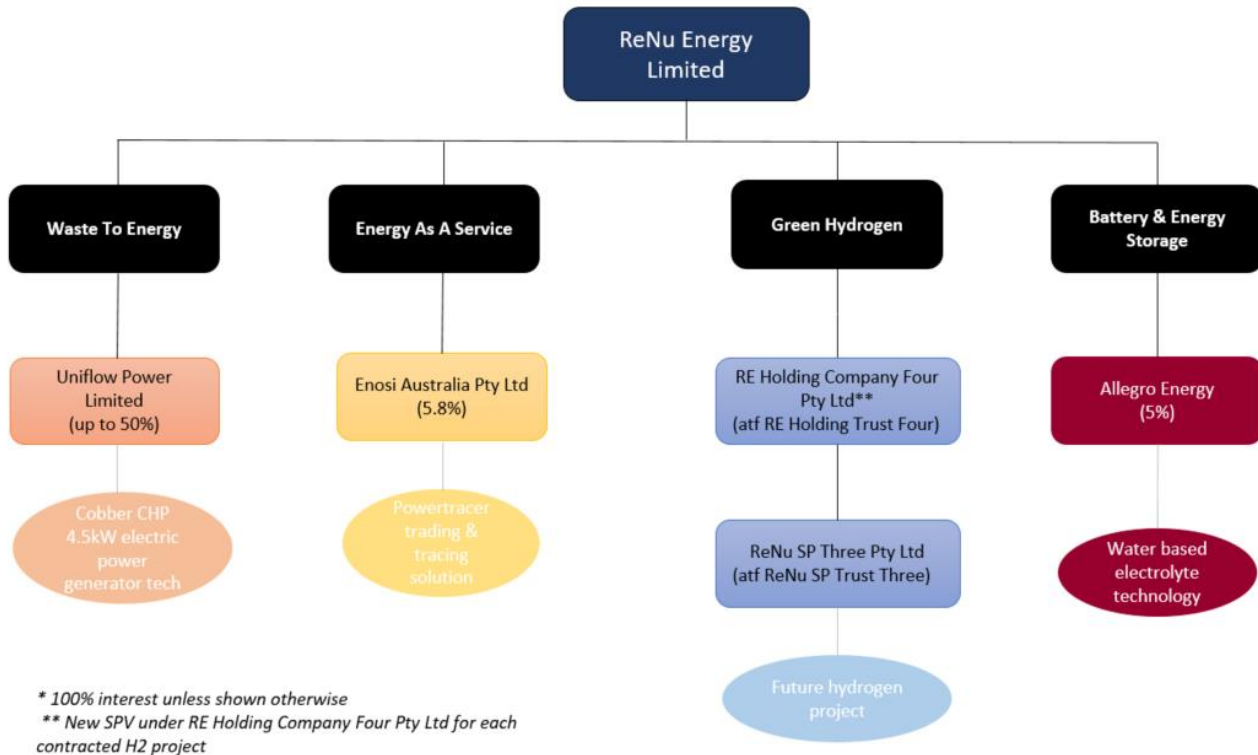 ReNu Energy
Limited
Waste To Energy
Energy As A Service
Green Hydrogen
Battery & Energy
Storage
Uniflow Power
Limited
(up to 50%)
Enosi Australia Pty Ltd
(5.8%)
RE Holding Company Four
Pty Ltd**
(atf RE Holding Trust Four)
Allegro Energy
(5%)
Cobber CHP
4.5kW electric
power
generator tech
Powertracer
trading &
tracing
solution
ReNu SP Three Pty Ltd
(atf ReNu SP Trust Three)
Water based
electrolyte
technology
Future hydrogen
project
* 100% interest unless shown otherwise
** New SPV under RE Holding Company Four Pty Ltd for each
contracted H2 project